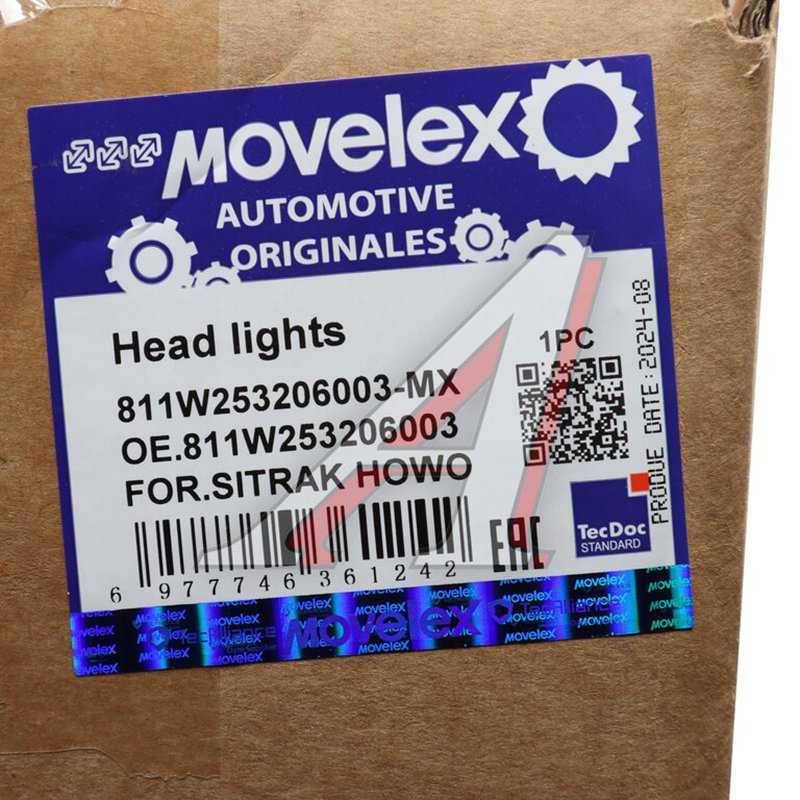 MOVELEX
AUTOMOTIVE
ORIGINALES
Head lights
1PC
811W253206003-MX
OE.811W253206003
FOR.SITRAK HOWO
PRODUE DATE:2024-08
6 977746 361242
EAC
TecDoc
STANDARD
MOVELEX
TecAlliance